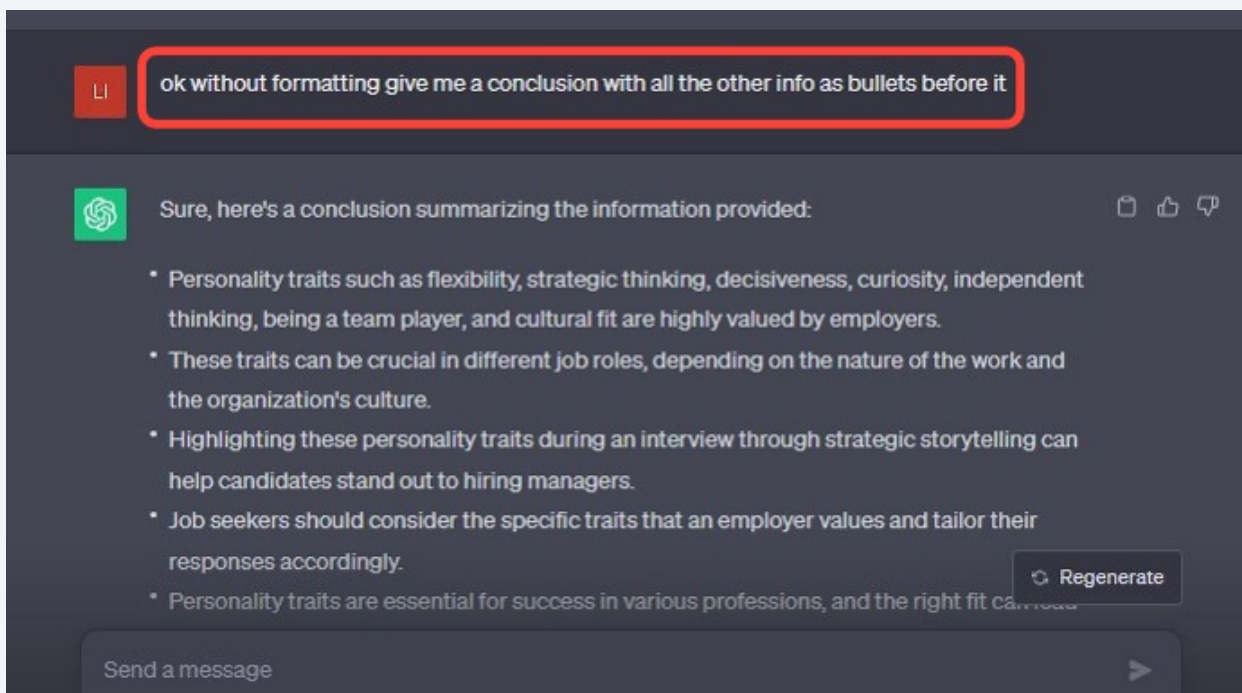 LI
ok without formatting give me a conclusion with all the other info as bullets before it
Sure, here's a conclusion summarizing the information provided:
• Personality traits such as flexibility, strategic thinking, decisiveness, curiosity, independent
thinking, being a team player, and cultural fit are highly valued by employers.
• These traits can be crucial in different job roles, depending on the nature of the work and
the organization's culture.
• Highlighting these personality traits during an interview through strategic storytelling can
help candidates stand out to hiring managers.
• Job seekers should consider the specific traits that an employer values and tailor their
responses accordingly.
Regenerate
• Personality traits are essential for success in various professions, and the right fit can
Send a message